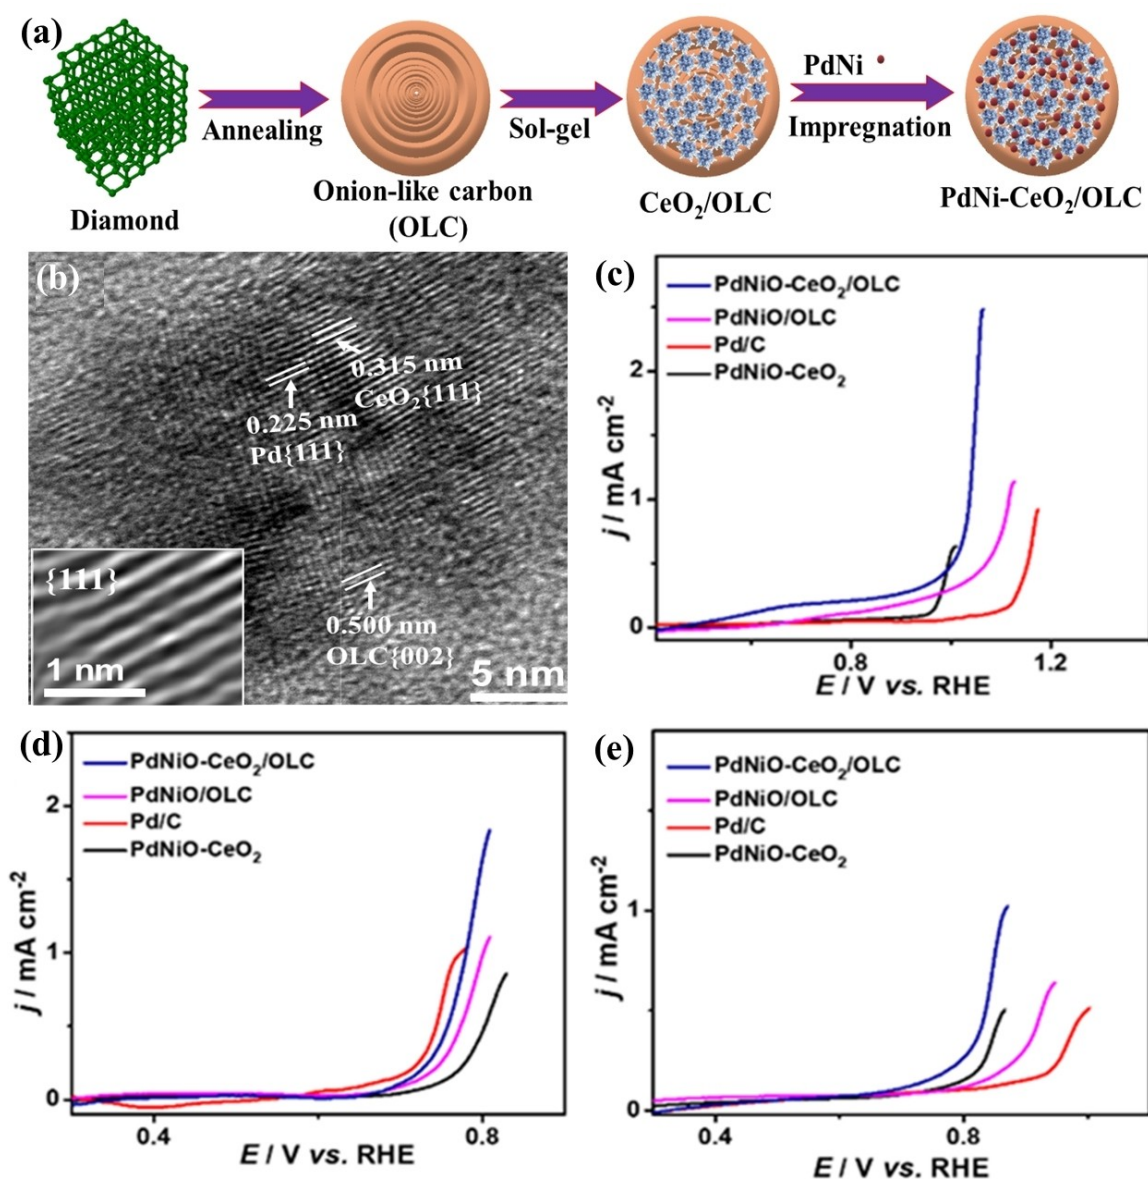 (a)
Diamond
Annealing
Onion-like carbon
(OLC)
Sol-gel
CeO₂/OLC
PdNi
Impregnation
PdNi-CeO₂/OLC
(b)
0.315 nm
CeO₂{111}
0.225 nm
Pd{111}
0.500 nm
OLC{002}
{111}
1 nm
5 nm
(c)
PdNiO-CeO₂/OLC
PdNiO/OLC
Pd/C
PdNiO-CeO₂
j / mA cm⁻²
2
1
0
0.8
1.2
E / V vs. RHE
(d)
PdNiO-CeO₂/OLC
PdNiO/OLC
Pd/C
PdNiO-CeO₂
j / mA cm⁻²
2
1
0
0.4
0.8
E / V vs. RHE
(e)
PdNiO-CeO₂/OLC
PdNiO/OLC
Pd/C
PdNiO-CeO₂
j / mA cm⁻²
1
0
0.4
0.8
E / V vs. RHE